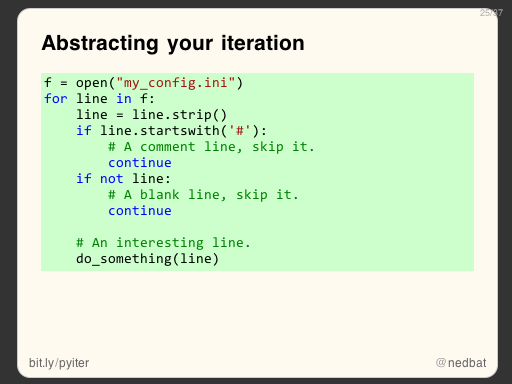 25/37
Abstracting your iteration
f = open("my_config.ini")
for line in f:
    line = line.strip()
    if line.startswith('#'):
        # A comment line, skip it.
        continue
    if not line:
        # A blank line, skip it.
        continue

    # An interesting line.
    do_something(line)
bit.ly/pyiter
@nedbat